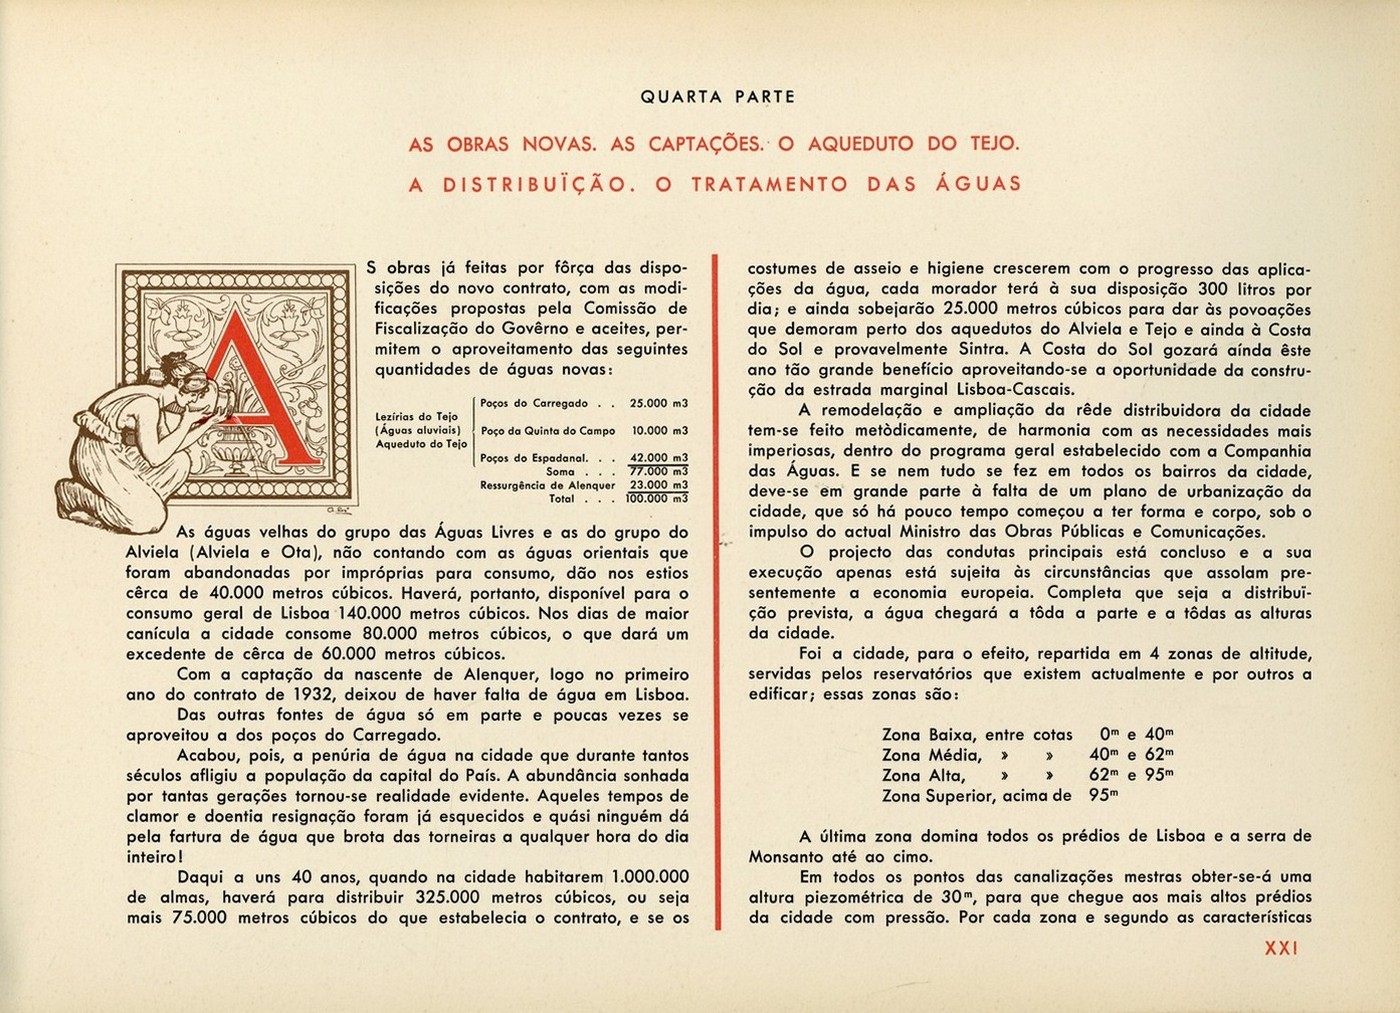 QUARTA PARTE
AS OBRAS NOVAS. AS CAPTAÇÕES. O AQUEDUTO DO TEJO.
A DISTRIBUÏÇÃO. O TRATAMENTO DAS ÁGUAS
AS obras já feitas por fôrça das dispo-
sições do novo contrato, com as modi-
ficações propostas pela Comissão de
Fiscalização do Govêrno e aceites, per-
mitem o aproveitamento das seguintes
quantidades de águas novas:
Lezírias do Tejo
(Águas aluviais)
Aqueduto do Tejo
Poços do Carregado . . 25.000 m3
Poço da Quinta do Campo 10.000 m3
Poços do Espadanal. . . 42.000 m3
Soma . . . 77.000 m3
Ressurgência de Alenquer 23.000 m3
Total . . . 100.000 m3
As águas velhas do grupo das Águas Livres e as do grupo do
Alviela (Alviela e Ota), não contando com as águas orientais que
foram abandonadas por impróprias para consumo, dão nos estios
cêrca de 40.000 metros cúbicos. Haverá, portanto, disponível para o
consumo geral de Lisboa 140.000 metros cúbicos. Nos dias de maior
canícula a cidade consome 80.000 metros cúbicos, o que dará um
excedente de cêrca de 60.000 metros cúbicos.
Com a captação da nascente de Alenquer, logo no primeiro
ano do contrato de 1932, deixou de haver falta de água em Lisboa.
Das outras fontes de água só em parte e poucas vezes se
aproveitou a dos poços do Carregado.
Acabou, pois, a penúria de água na cidade que durante tantos
séculos afligiu a população da capital do País. A abundância sonhada
por tantas gerações tornou-se realidade evidente. Aqueles tempos de
clamor e doentia resignação foram já esquecidos e quási ninguém dá
pela fartura de água que brota das torneiras a qualquer hora do dia
inteiro!
Daqui a uns 40 anos, quando na cidade habitarem 1.000.000
de almas, haverá para distribuir 325.000 metros cúbicos, ou seja
mais 75.000 metros cúbicos do que estabelecia o contrato, e se os
costumes de asseio e higiene crescerem com o progresso das aplica-
ções da água, cada morador terá à sua disposição 300 litros por
dia; e ainda sobejarão 25.000 metros cúbicos para dar às povoações
que demoram perto dos aquedutos do Alviela e Tejo e ainda à Costa
do Sol e provavelmente Sintra. A Costa do Sol gozará aínda êste
ano tão grande benefício aproveitando-se a oportunidade da constru-
ção da estrada marginal Lisboa-Cascais.
A remodelação e ampliação da rêde distribuidora da cidade
tem-se feito metòdicamente, de harmonia com as necessidades mais
imperiosas, dentro do programa geral estabelecido com a Companhia
das Águas. E se nem tudo se fez em todos os bairros da cidade,
deve-se em grande parte à falta de um plano de urbanização da
cidade, que só há pouco tempo começou a ter forma e corpo, sob o
impulso do actual Ministro das Obras Públicas e Comunicações.
O projecto das condutas principais está concluso e a sua
execução apenas está sujeita às circunstâncias que assolam pre-
sentemente a economia europeia. Completa que seja a distribuï-
ção prevista, a água chegará a tôda a parte e a tôdas as alturas
da cidade.
Foi a cidade, para o efeito, repartida em 4 zonas de altitude,
servidas pelos reservatórios que existem actualmente e por outros a
edificar; essas zonas são:
Zona Baixa, entre cotas 0ᵐ e 40ᵐ
Zona Média, » » 40ᵐ e 62ᵐ
Zona Alta, » » 62ᵐ e 95ᵐ
Zona Superior, acima de 95ᵐ
A última zona domina todos os prédios de Lisboa e a serra de
Monsanto até ao cimo.
Em todos os pontos das canalizações mestras obter-se-á uma
altura piezométrica de 30ᵐ, para que chegue aos mais altos prédios
da cidade com pressão. Por cada zona e segundo as características
XXI